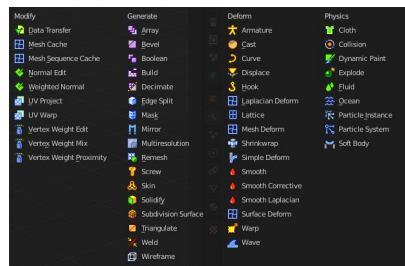 Modify
Data Transfer
Mesh Cache
Mesh Sequence Cache
Normal Edit
Weighted Normal
UV Project
UV Warp
Vertex Weight Edit
Vertex Weight Mix
Vertex Weight Proximity
Generate
Array
Bevel
Boolean
Build
Decimate
Edge Split
Mask
Mirror
Multiresolution
Remesh
Screw
Skin
Solidify
Subdivision Surface
Triangulate
Weld
Wireframe
Deform
Armature
Cast
Curve
Displace
Hook
Laplacian Deform
Lattice
Mesh Deform
Shrinkwrap
Simple Deform
Smooth
Smooth Corrective
Smooth Laplacian
Surface Deform
Warp
Wave
Physics
Cloth
Collision
Dynamic Paint
Explode
Fluid
Ocean
Particle Instance
Particle System
Soft Body